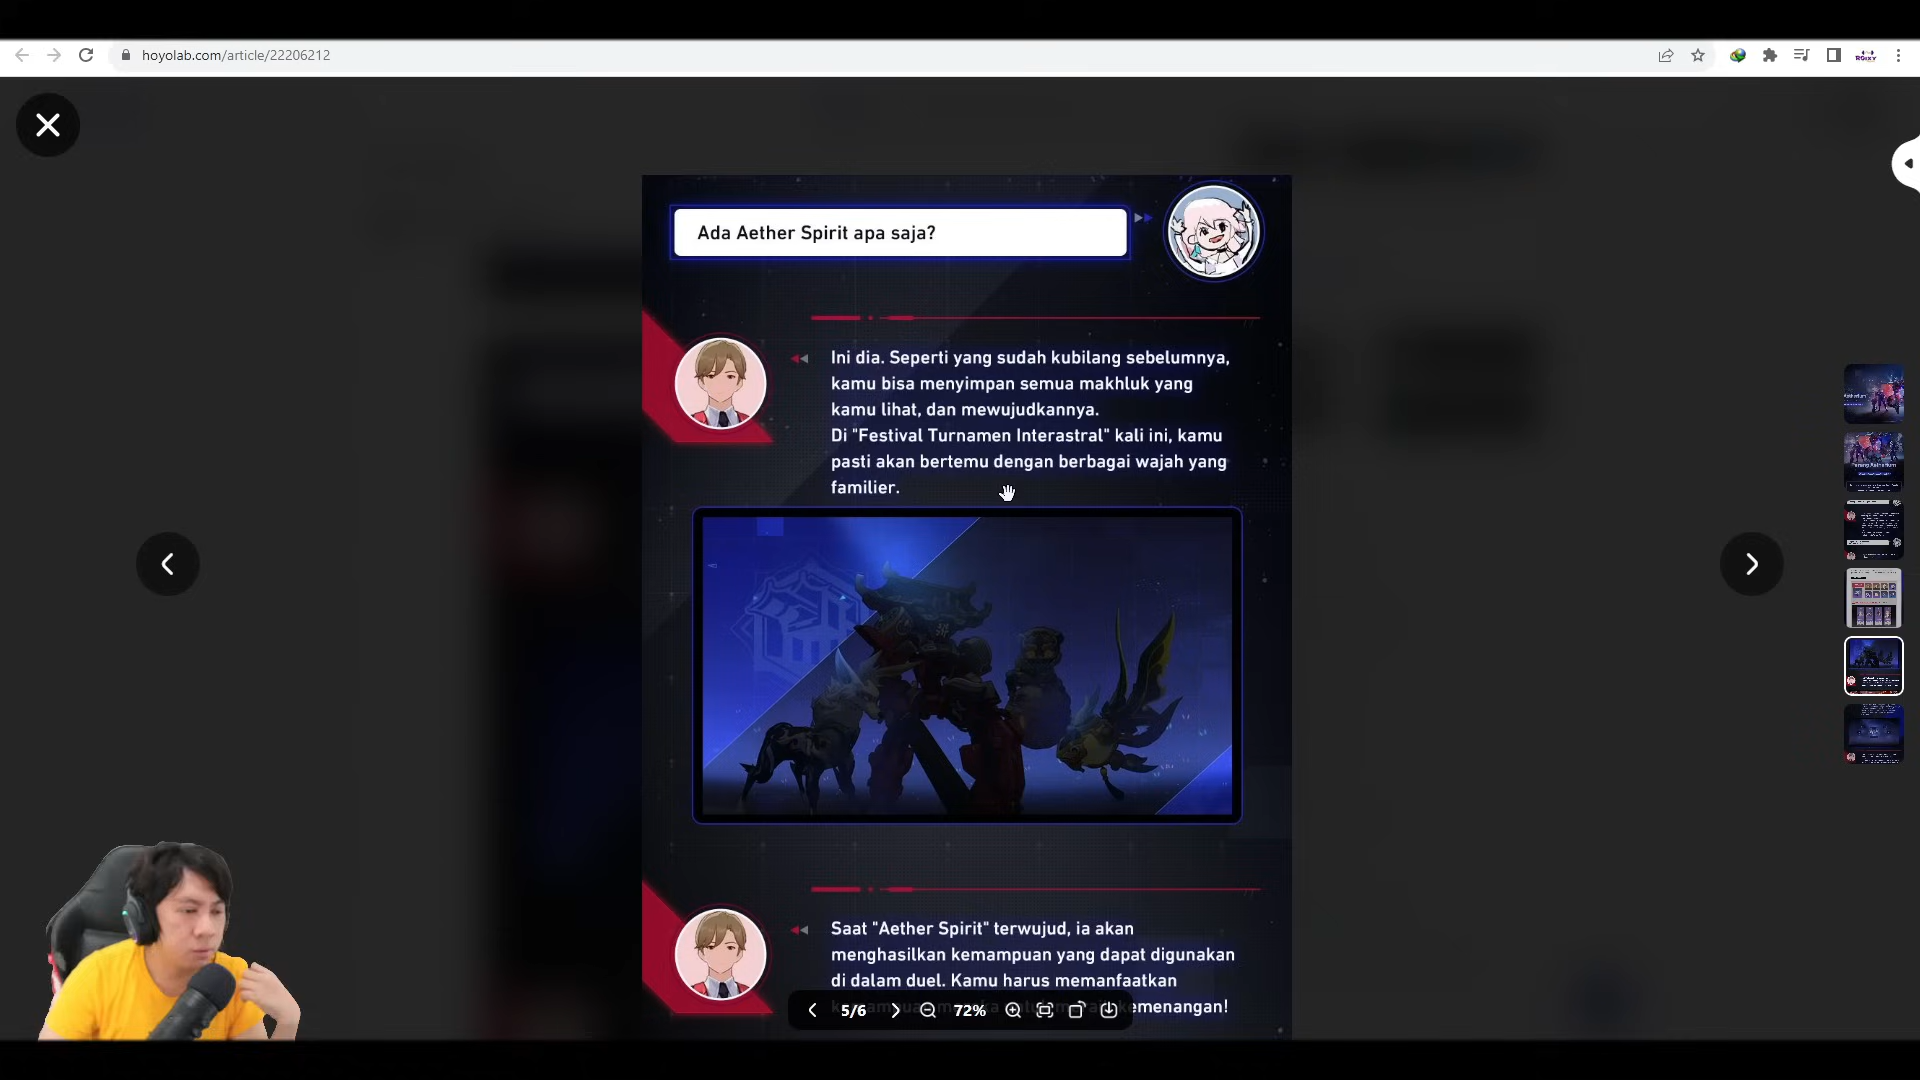 hoyolab.com/article/22206212
Ada Aether Spirit apa saja?
Ini dia. Seperti yang sudah kubilang sebelumnya,
kamu bisa menyimpan semua makhluk yang
kamu lihat, dan mewujudkannya.
Di "Festival Turnamen Interastral" kali ini, kamu
pasti akan bertemu dengan berbagai wajah yang
familier.
Saat "Aether Spirit" terwujud, ia akan
menghasilkan kemampuan yang dapat digunakan
di dalam duel. Kamu harus memanfaatkan
emenangan!
5/6
72%